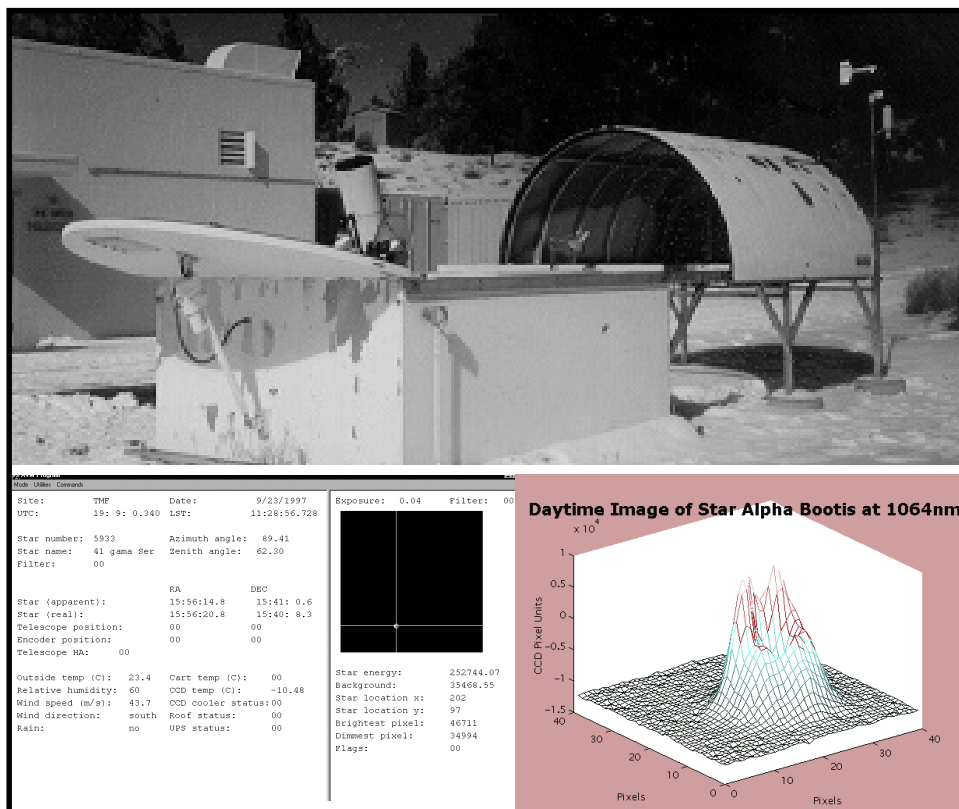 Mode Utilities Commands
Site: TMF Date: 9/23/1997
UTC: 19: 9: 0.340 LST: 11:28:56.728
Star number: 5933 Azimuth angle: 89.41
Star name: 41 gama Ser Zenith angle: 62.30
Filter: 00
RA DEC
Star (apparent): 15:56:14.8 15:41: 0.6
Star (real): 15:56:20.8 15:40: 8.3
Telescope position: 00 00
Encoder position: 00 00
Telescope HA: 00
Outside temp (C): 23.4 Cart temp (C): 00
Relative humidity: 60 CCD temp (C): -10.48
Wind speed (m/s): 43.7 CCD cooler status: 00
Wind direction: south Roof status: 00
Rain: no UPS status: 00
Exposure: 0.04 Filter: 00
Star energy: 252744.07
Background: 35468.55
Star location x: 202
Star location y: 97
Brightest pixel: 46711
Dimmest pixel: 34994
Flags: 00
Daytime Image of Star Alpha Bootis at 1064nm
x 10^4
1
0.5
0
-0.5
-1
-1.5
CCD Pixel Units
40
30
20
10
0
Pixels
0
10
20
30
40
Pixels